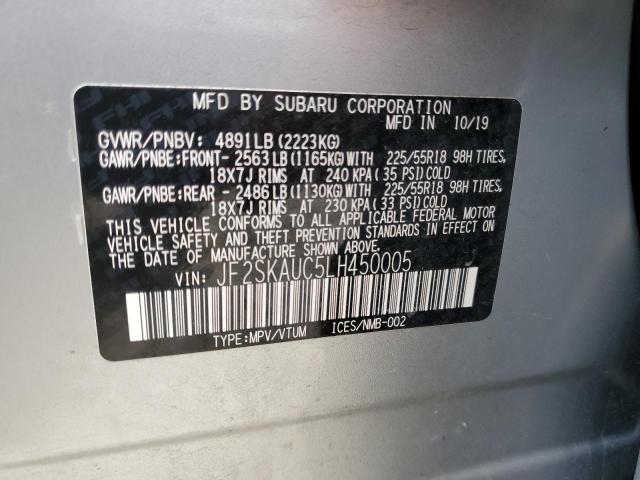 MFD BY SUBARU CORPORATION
MFD IN 10/19
GVWR/PNBV: 4891LB (2223KG)
GAWR/PNBE:FRONT- 2563LB (1165KG) WITH 225/55R18 98H TIRES,
18X7J RIMS AT 240 KPA (35 PSI) COLD
GAWR/PNBE:REAR - 2486LB (1130KG) WITH 225/55R18 98H TIRES,
18X7J RIMS AT 230 KPA (33 PSI) COLD
THIS VEHICLE CONFORMS TO ALL APPLICABLE FEDERAL MOTOR
VEHICLE SAFETY AND THEFT PREVENTION STANDARDS IN EFFECT ON
THE DATE OF MANUFACTURE SHOWN ABOVE.
VIN: JF2SKAUC5LH450005
TYPE:MPV/VTUM ICES/NMB-002